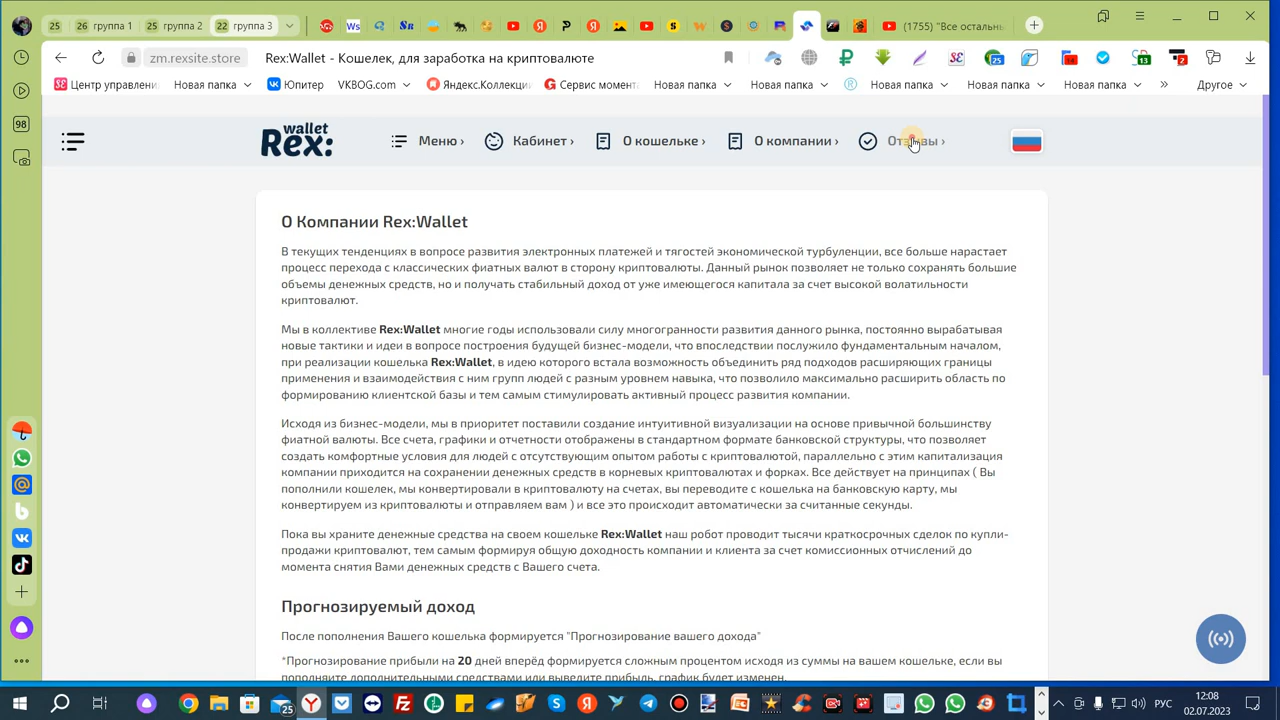 25
26 группа 1
25 группа 2
22 группа 3
(1755) "Все остальн
zm.rexsite.store
Rex:Wallet - Кошелек, для заработка на криптовалюте
Центр управлени
Новая папка
Юпитер
VKBOG.com
Яндекс.Коллекци
Сервис момента
Новая папка
Новая папка
Новая папка
Новая папка
Новая папка
Другое
98
wallet
Rex:
Меню ›
Кабинет ›
О кошельке ›
О компании ›
Отзывы ›
О Компании Rex:Wallet
В текущих тенденциях в вопросе развития электронных платежей и тягостей экономической турбуленции, все больше нарастает
процесс перехода с классических фиатных валют в сторону криптовалюты. Данный рынок позволяет не только сохранять большие
объемы денежных средств, но и получать стабильный доход от уже имеющегося капитала за счет высокой волатильности
криптовалют.
Мы в коллективе Rex:Wallet многие годы использовали силу многогранности развития данного рынка, постоянно вырабатывая
новые тактики и идеи в вопросе построения будущей бизнес-модели, что впоследствии послужило фундаментальным началом,
при реализации кошелька Rex:Wallet, в идею которого встала возможность объединить ряд подходов расширяющих границы
применения и взаимодействия с ним групп людей с разным уровнем навыка, что позволило максимально расширить область по
формированию клиентской базы и тем самым стимулировать активный процесс развития компании.
Исходя из бизнес-модели, мы в приоритет поставили создание интуитивной визуализации на основе привычной большинству
фиатной валюты. Все счета, графики и отчетности отображены в стандартном формате банковской структуры, что позволяет
создать комфортные условия для людей с отсутствующим опытом работы с криптовалютой, параллельно с этим капитализация
компании приходится на сохранении денежных средств в корневых криптовалютах и форках. Все действует на принципах ( Вы
пополнили кошелек, мы конвертировали в криптовалюту на счетах, вы переводите с кошелька на банковскую карту, мы
конвертируем из криптовалюты и отправляем вам ) и все это происходит автоматически за считанные секунды.
Пока вы храните денежные средства на своем кошельке Rex:Wallet наш робот проводит тысячи краткосрочных сделок по купли-
продажи криптовалют, тем самым формируя общую доходность компании и клиента за счет комиссионных отчислений до
момента снятия Вами денежных средств с Вашего счета.
Прогнозируемый доход
После пополнения Вашего кошелька формируется "Прогнозирование вашего дохода"
*Прогнозирование прибыли на 20 дней вперёд формируется сложным процентом исходя из суммы на вашем кошельке, если вы
пополняите дополнительными средствами или выведите прибыль, график будет изменен.
25
РУС
12:08
02.07.2023